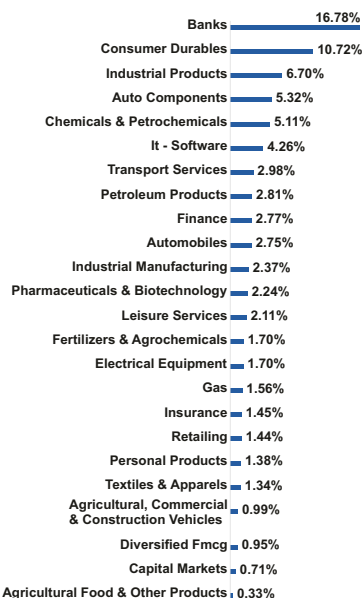 Banks 16.78%
Consumer Durables 10.72%
Industrial Products 6.70%
Auto Components 5.32%
Chemicals & Petrochemicals 5.11%
It - Software 4.26%
Transport Services 2.98%
Petroleum Products 2.81%
Finance 2.77%
Automobiles 2.75%
Industrial Manufacturing 2.37%
Pharmaceuticals & Biotechnology 2.24%
Leisure Services 2.11%
Fertilizers & Agrochemicals 1.70%
Electrical Equipment 1.70%
Gas 1.56%
Insurance 1.45%
Retailing 1.44%
Personal Products 1.38%
Textiles & Apparels 1.34%
Agricultural, Commercial
& Construction Vehicles 0.99%
Diversified Fmcg 0.95%
Capital Markets 0.71%
Agricultural Food & Other Products 0.33%